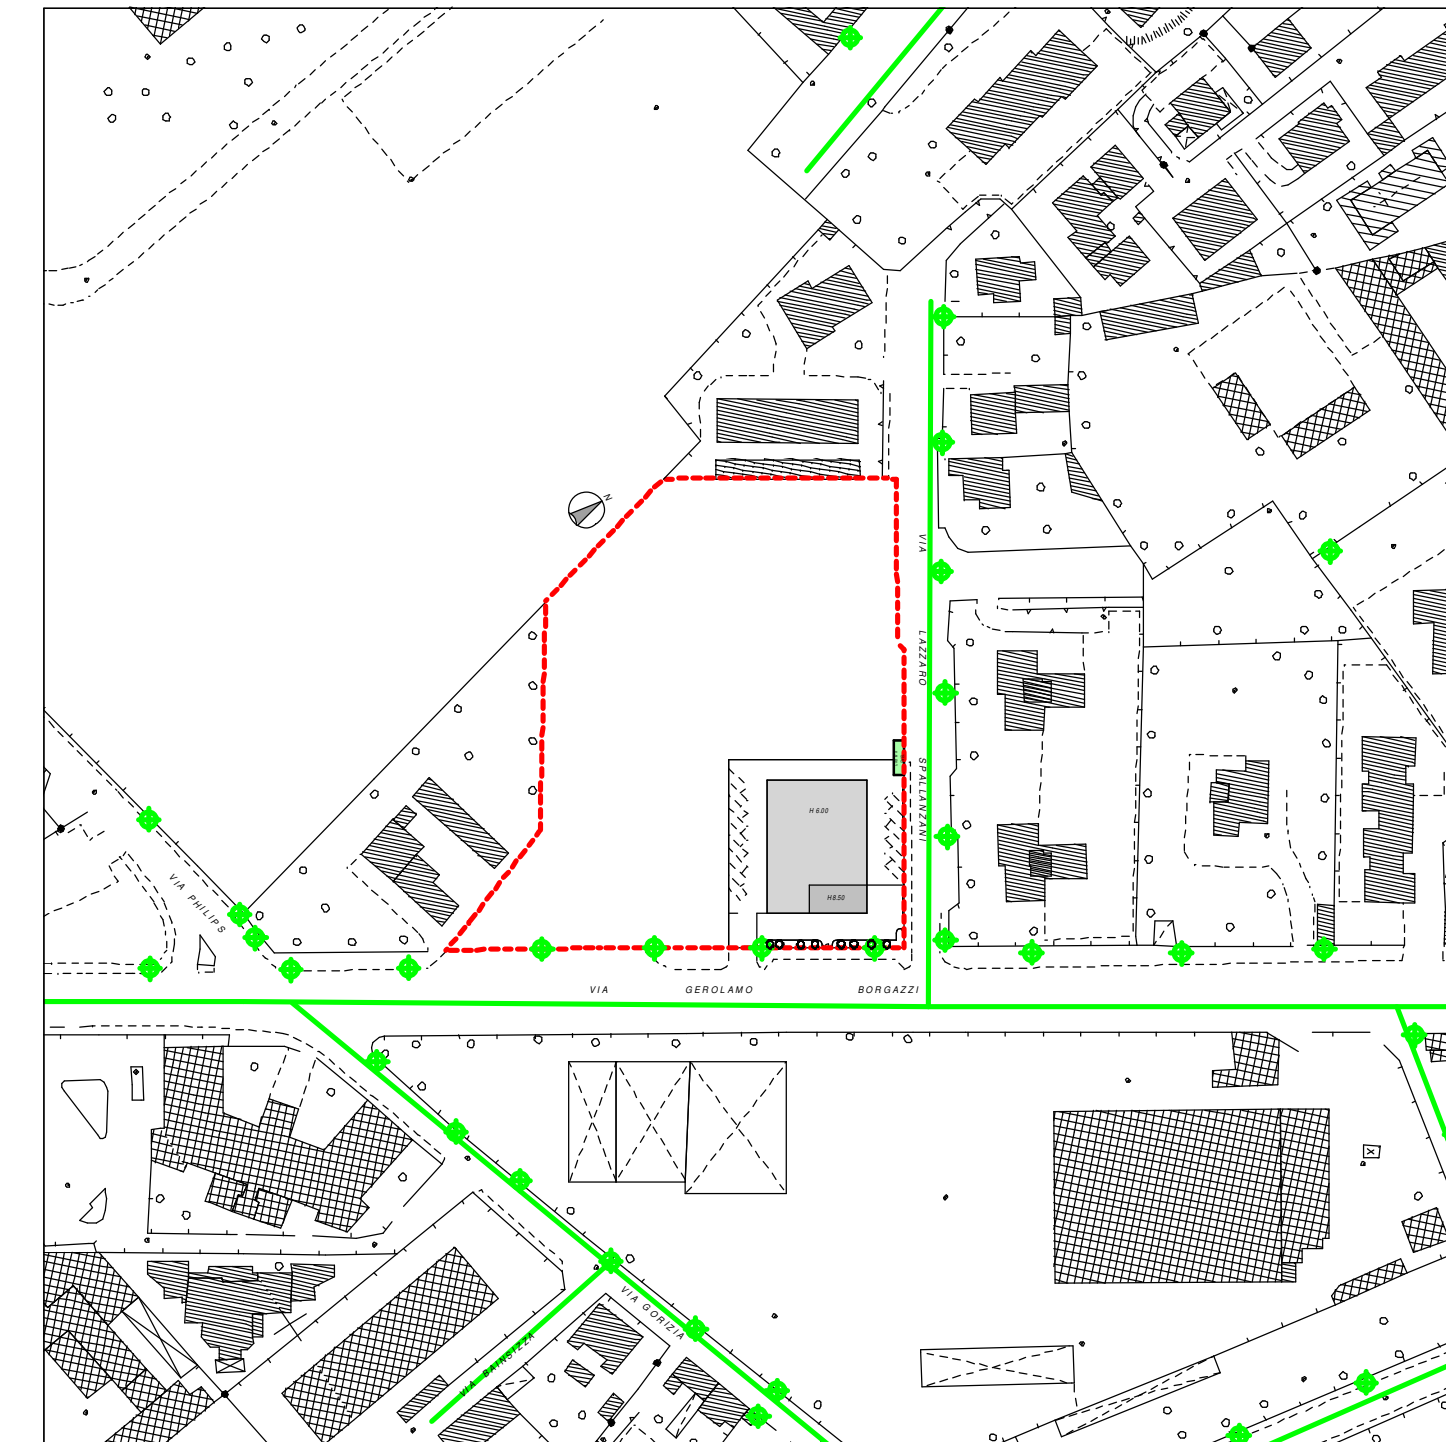 N
VIA
LAZZARO
SPALLANZANI
H 6.00
H 8.50
VIA PHILIPS
VIA GEROLAMO BORGAZZI
X
VIA GORIZIA
VIA BAINSIZZA